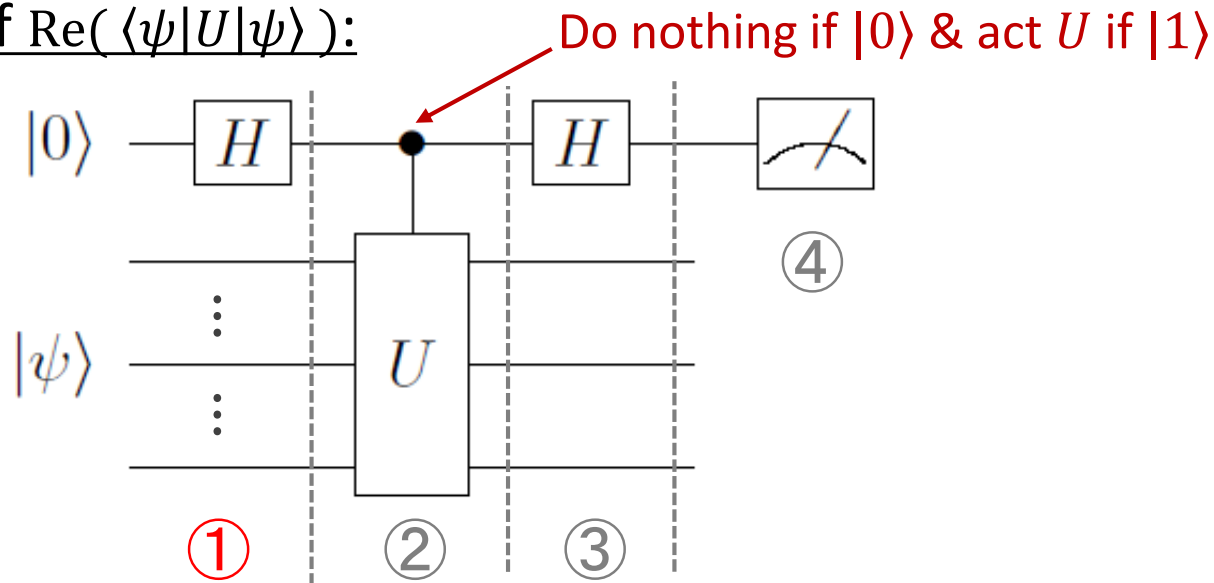 f Re( ⟨ψ|U|ψ⟩ ):
Do nothing if |0⟩ & act U if |1⟩
|0⟩
H
H
④
⋮
|ψ⟩
U
⋮
①
②
③